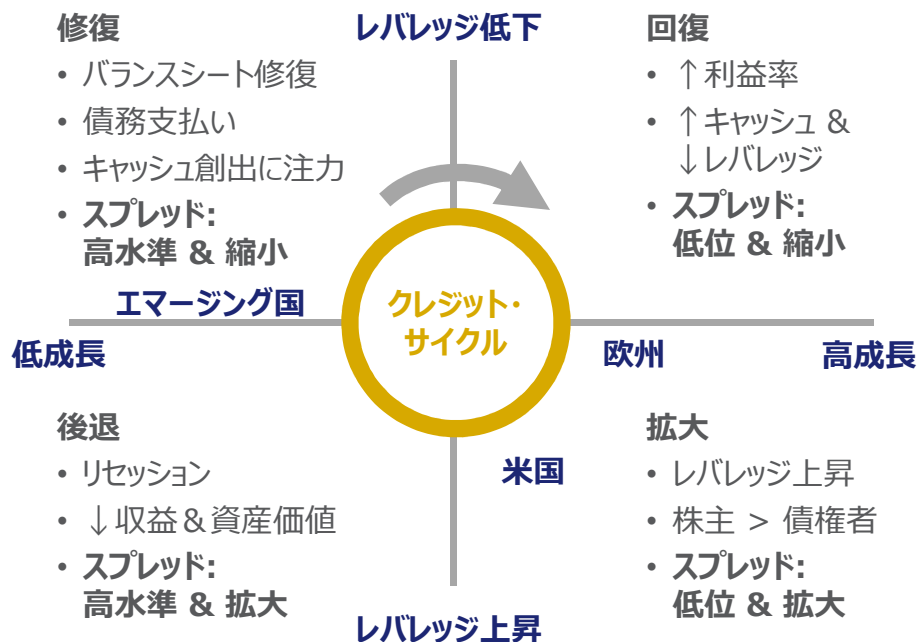 レバレッジ低下
修復
• バランスシート修復
• 債務支払い
• キャッシュ創出に注力
• スプレッド:
高水準 & 縮小
回復
• ↑利益率
• ↑キャッシュ &
↓レバレッジ
• スプレッド:
低位 & 縮小
エマージング国
クレジット・
サイクル
低成長
欧州
高成長
後退
• リセッション
• ↓収益&資産価値
• スプレッド:
高水準 & 拡大
米国
拡大
• レバレッジ上昇
• 株主 > 債権者
• スプレッド:
低位 & 拡大
レバレッジ上昇